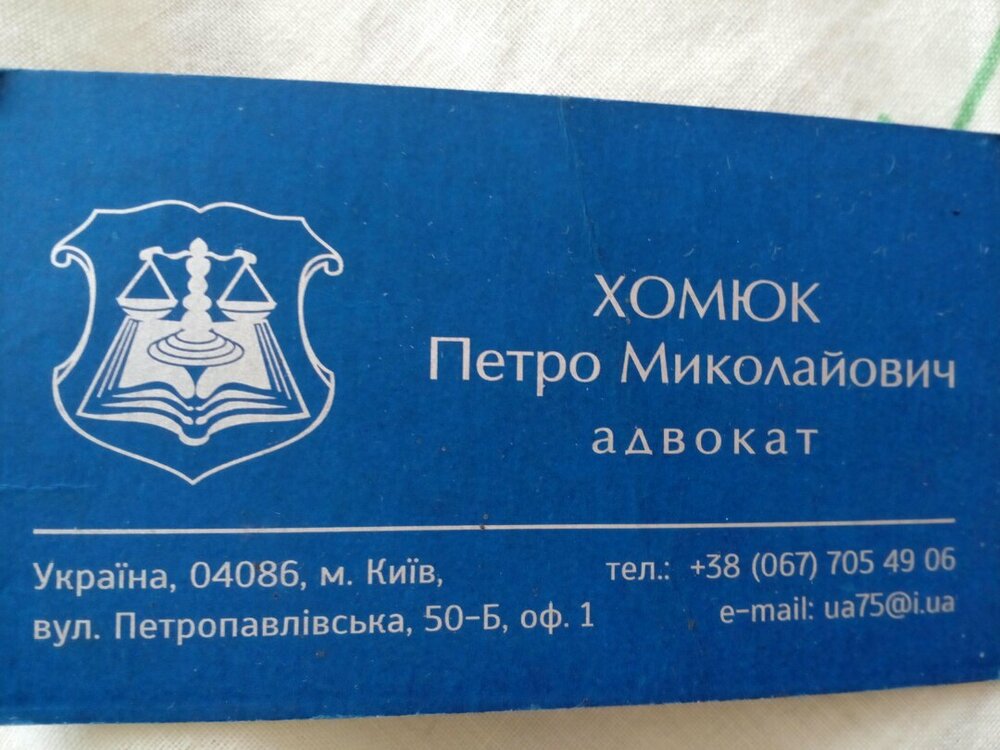 ХОМЮК
Петро Миколайович
адвокат
Україна, 04086, м. Київ,
вул. Петропавлівська, 50-Б, оф. 1
тел.: +38 (067) 705 49 06
e-mail: ua75@i.ua